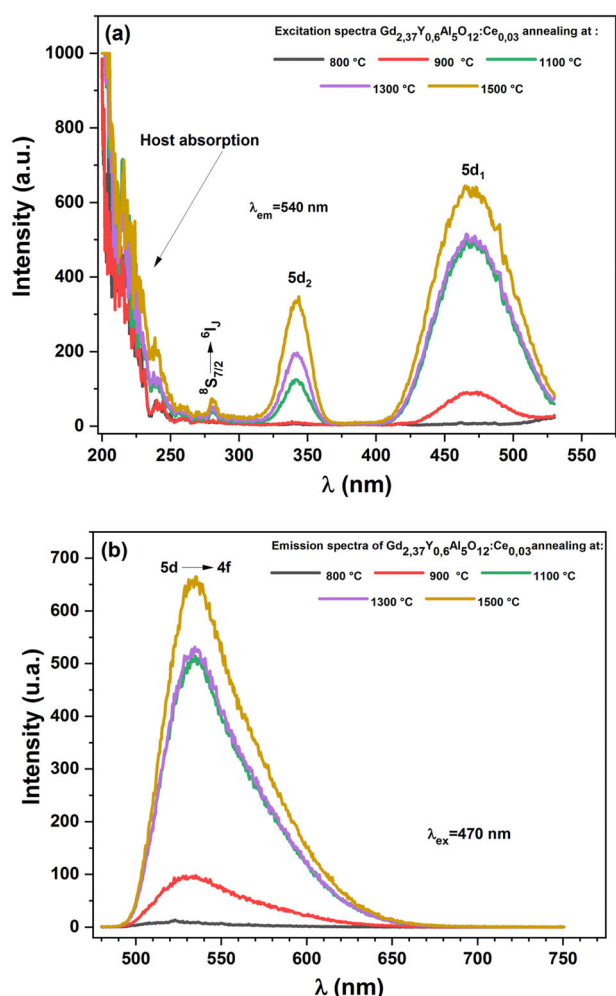 (a)
Excitation spectra Gd2,37Y0,6Al5O12:Ce0,03 annealing at :
800 °C 900 °C 1100 °C
1300 °C 1500 °C
Host absorption
λem=540 nm
5d1
5d2
8S7/2 → 6IJ
Intensity (a.u.)
1000
800
600
400
200
0
200 250 300 350 400 450 500 550
λ (nm)
(b)
Emission spectra of Gd2,37Y0,6Al5O12:Ce0,03annealing at:
800 °C 900 °C 1100 °C
1300 °C 1500 °C
5d → 4f
λex=470 nm
Intensity (u.a.)
700
600
500
400
300
200
100
0
500 550 600 650 700 750
λ (nm)